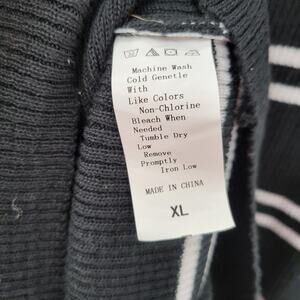 Machine Wash
Cold Genetle
With
Like Colors
Non-Chlorine
Bleach When
Needed
Tumble Dry
Low
Remove
Promptly
Iron Low
MADE IN CHINA
XL